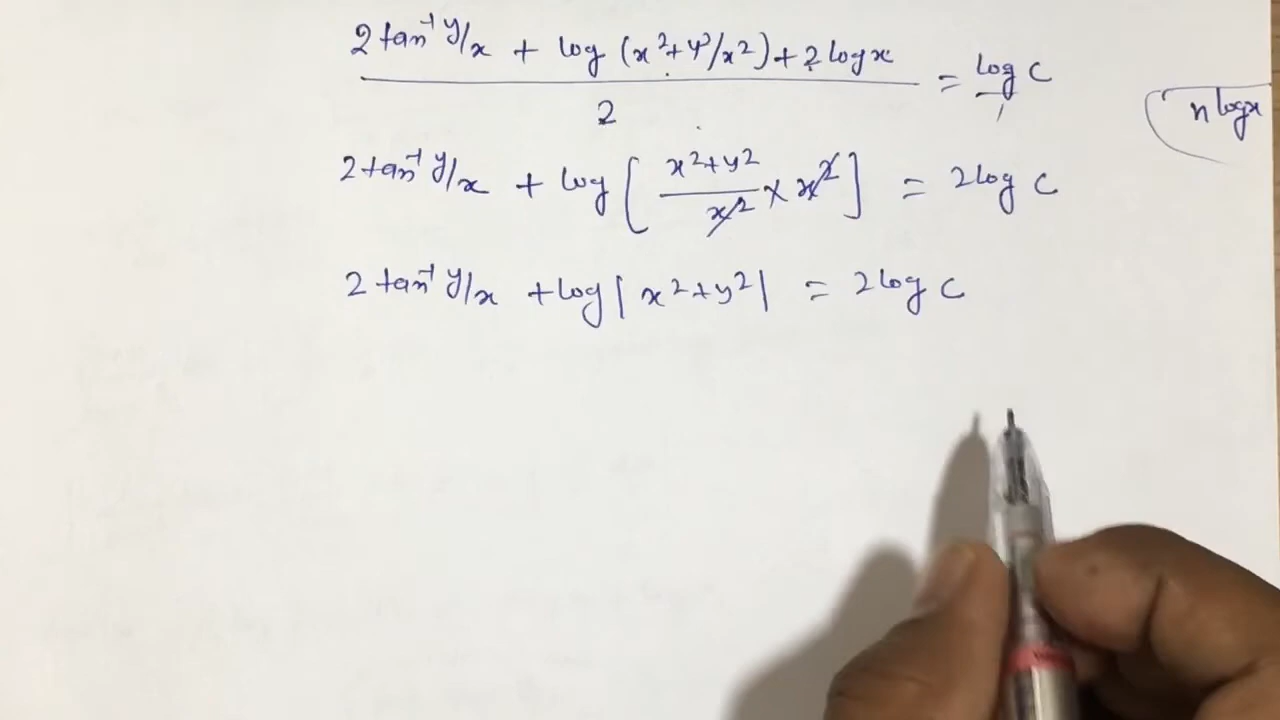 2 tan⁻¹ y/x + log (x²+y²/x²) + 2 log x
2
= log C
1
n log x
2 tan⁻¹ y/x + log [ x²+y² / x² × x² ] = 2 log C
2 tan⁻¹ y/x + log | x²+y² | = 2 log C